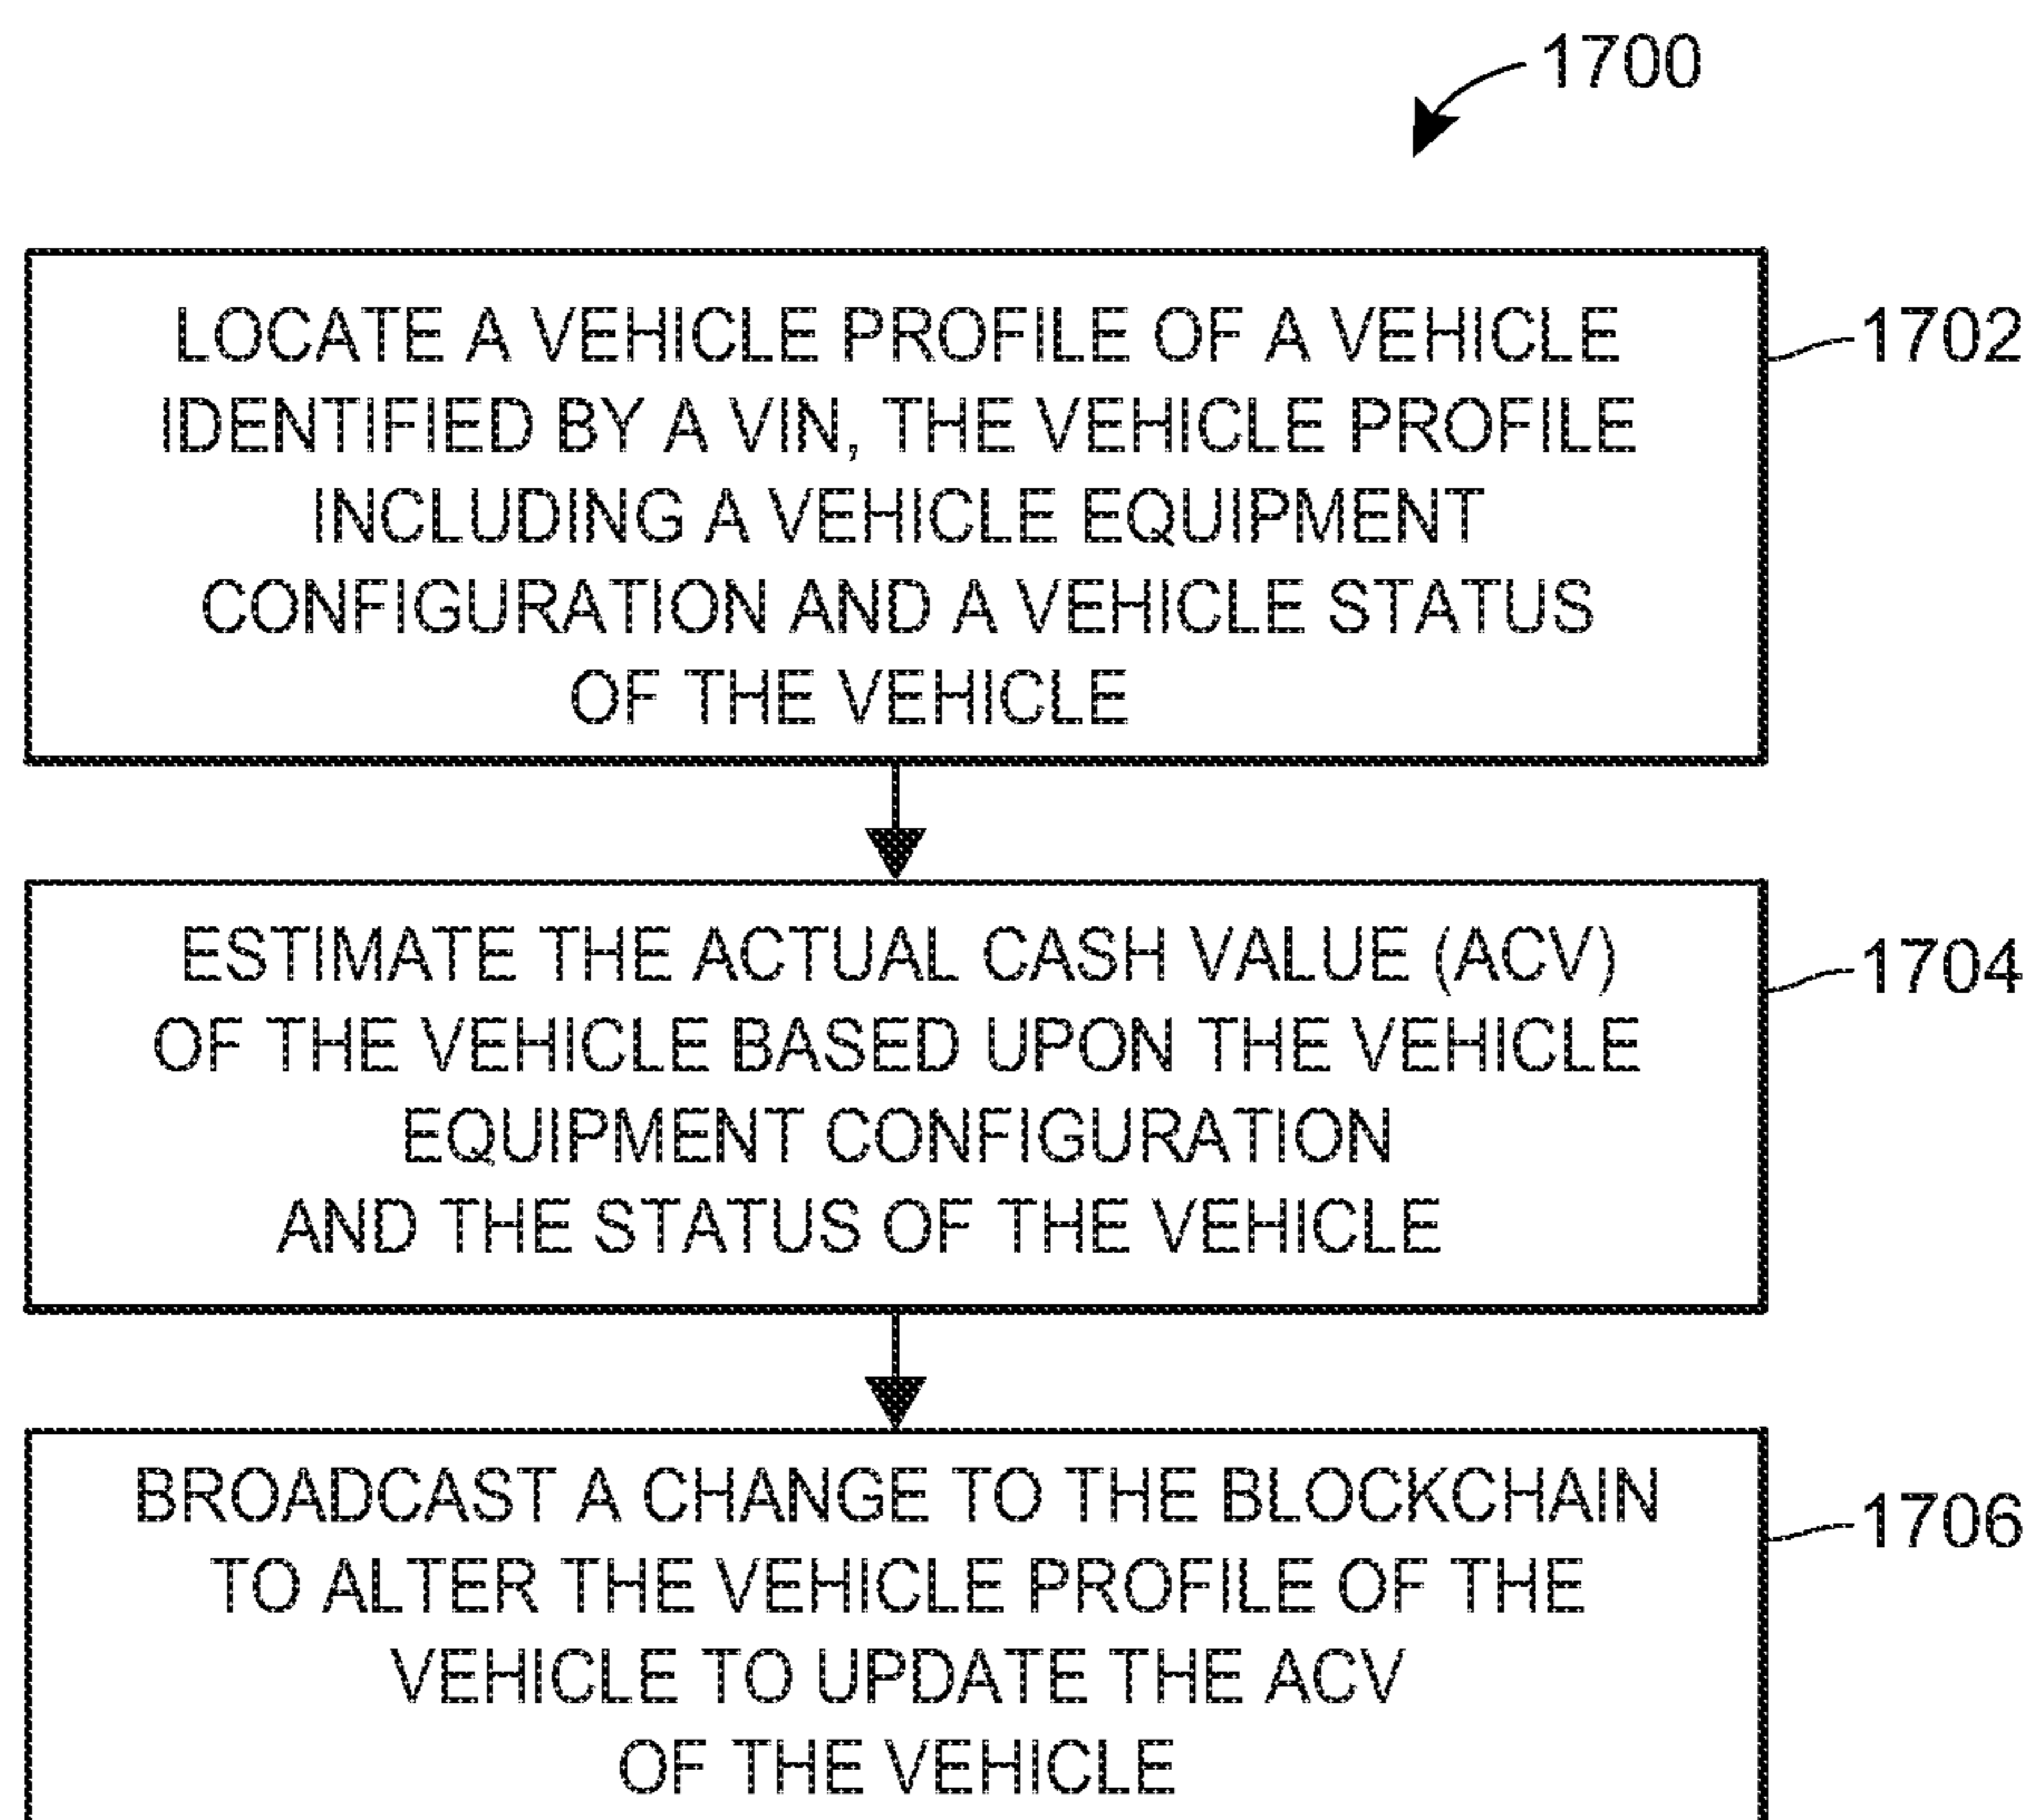 1700
LOCATE A VEHICLE PROFILE OF A VEHICLE
IDENTIFIED BY A VIN, THE VEHICLE PROFILE
INCLUDING A VEHICLE EQUIPMENT
CONFIGURATION AND A VEHICLE STATUS
OF THE VEHICLE
1702
ESTIMATE THE ACTUAL CASH VALUE (ACV)
OF THE VEHICLE BASED UPON THE VEHICLE
EQUIPMENT CONFIGURATION
AND THE STATUS OF THE VEHICLE
1704
BROADCAST A CHANGE TO THE BLOCKCHAIN
TO ALTER THE VEHICLE PROFILE OF THE
VEHICLE TO UPDATE THE ACV
OF THE VEHICLE
1706